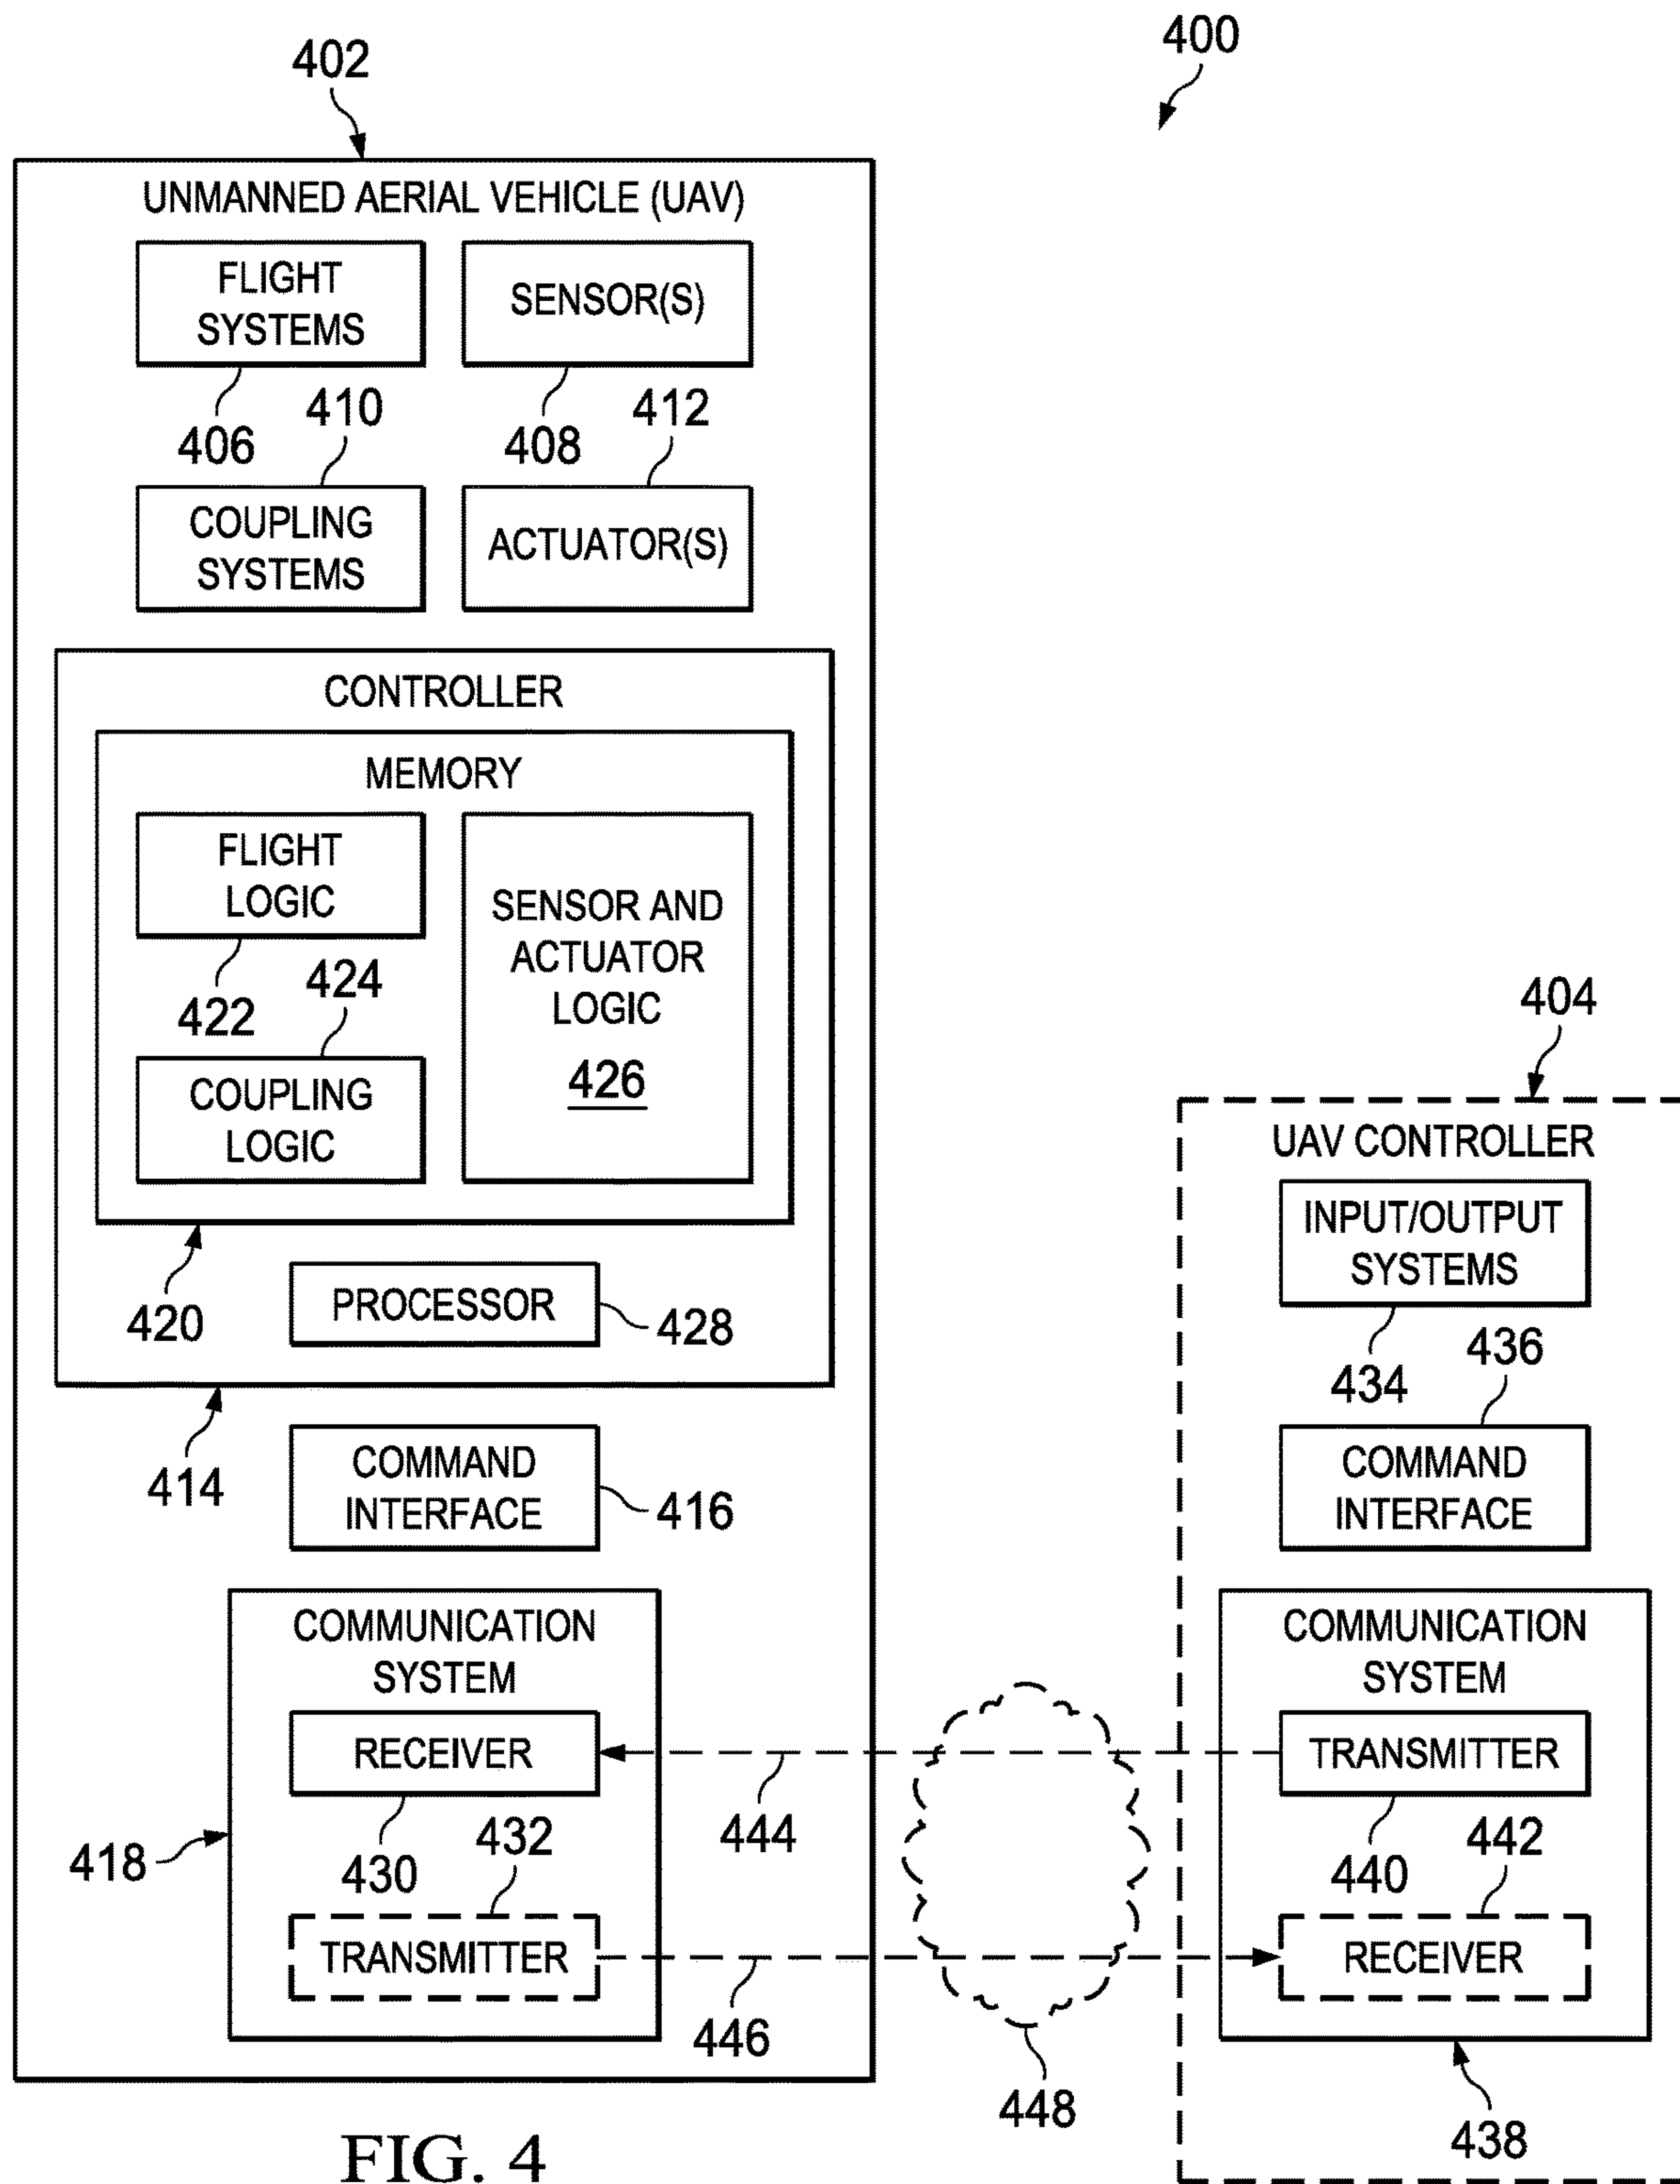 400
402
UNMANNED AERIAL VEHICLE (UAV)
FLIGHT
SYSTEMS
SENSOR(S)
406
410
408
412
COUPLING
SYSTEMS
ACTUATOR(S)
CONTROLLER
MEMORY
FLIGHT
LOGIC
422
424
COUPLING
LOGIC
SENSOR AND
ACTUATOR
LOGIC
426
420
PROCESSOR
428
414
COMMAND
INTERFACE
416
COMMUNICATION
SYSTEM
RECEIVER
430
432
TRANSMITTER
418
444
446
448
404
UAV CONTROLLER
INPUT/OUTPUT
SYSTEMS
434
436
COMMAND
INTERFACE
COMMUNICATION
SYSTEM
TRANSMITTER
440
442
RECEIVER
438
FIG. 4